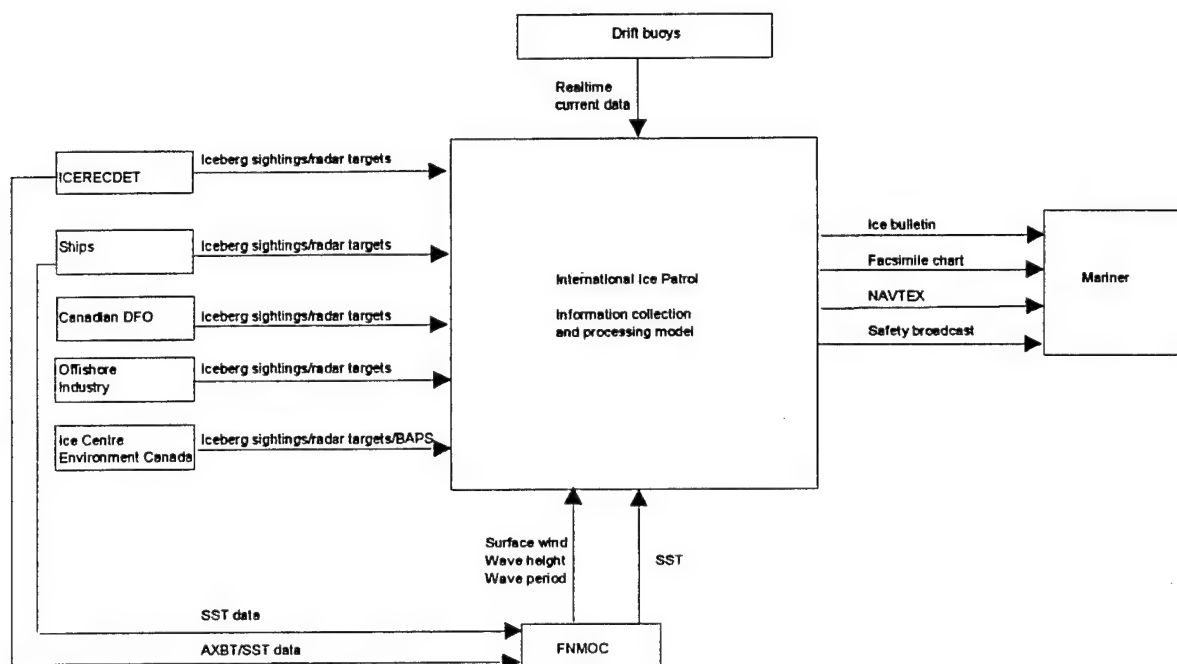 Drift buoys
Realtime
current data
ICERECDET
Iceberg sightings/radar targets
Ships
Iceberg sightings/radar targets
Canadian DFO
Iceberg sightings/radar targets
Offishore
Industry
Iceberg sightings/radar targets
Ice Centre
Environment Canada
Iceberg sightings/radar targets/BAPS
International Ice Patrol
Information collection
and processing model
Ice bulletin
Facsimile chart
NAVTEX
Safety broadcast
Mariner
Surface wind
Wave height
Wave period
SST
SST data
AXBT/SST data
FNMOC